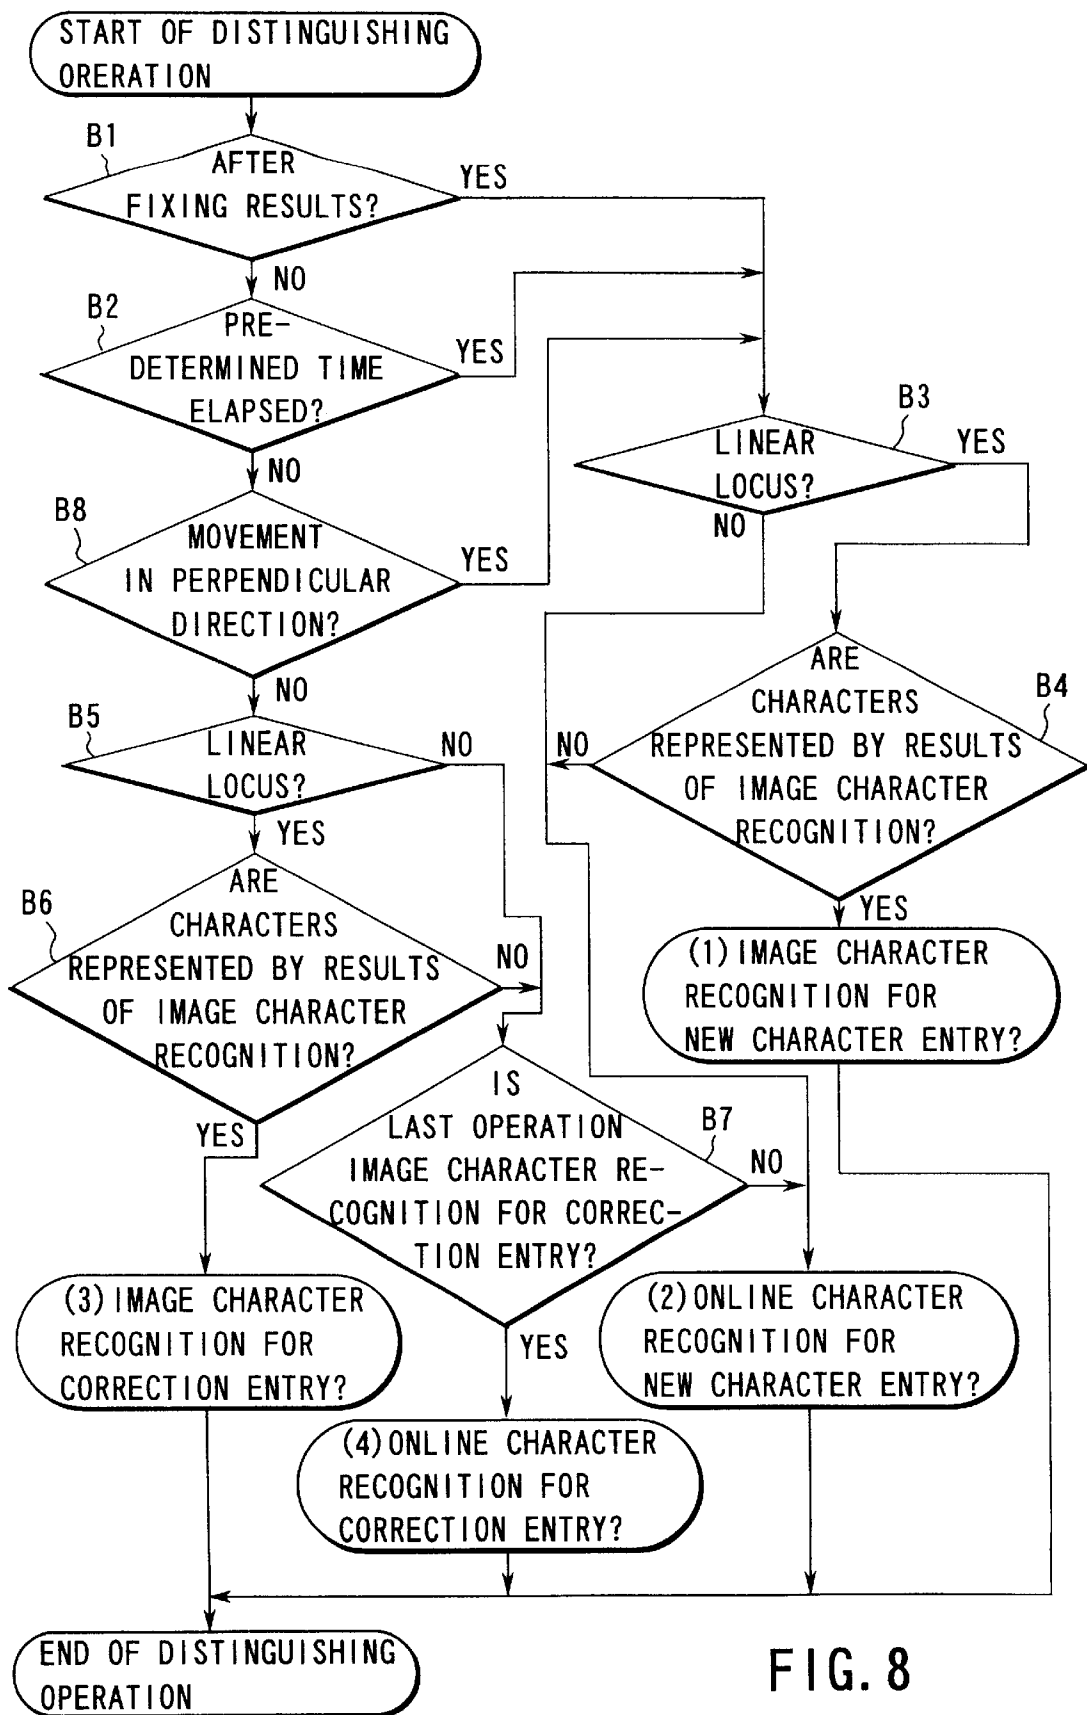 START OF DISTINGUISHING
ORERATION
B1
AFTER
FIXING RESULTS?
YES
NO
B2
PRE-
DETERMINED TIME
ELAPSED?
YES
NO
B8
MOVEMENT
IN PERPENDICULAR
DIRECTION?
YES
NO
B3
LINEAR
LOCUS?
YES
NO
B4
ARE
CHARACTERS
REPRESENTED BY RESULTS
OF IMAGE CHARACTER
RECOGNITION?
NO
YES
(1) IMAGE CHARACTER
RECOGNITION FOR
NEW CHARACTER ENTRY?
B5
LINEAR
LOCUS?
NO
YES
B6
ARE
CHARACTERS
REPRESENTED BY RESULTS
OF IMAGE CHARACTER
RECOGNITION?
NO
YES
B7
IS
LAST OPERATION
IMAGE CHARACTER RE-
COGNITION FOR CORREC-
TION ENTRY?
NO
YES
(3) IMAGE CHARACTER
RECOGNITION FOR
CORRECTION ENTRY?
(2) ONLINE CHARACTER
RECOGNITION FOR
NEW CHARACTER ENTRY?
(4) ONLINE CHARACTER
RECOGNITION FOR
CORRECTION ENTRY?
END OF DISTINGUISHING
OPERATION
FIG. 8